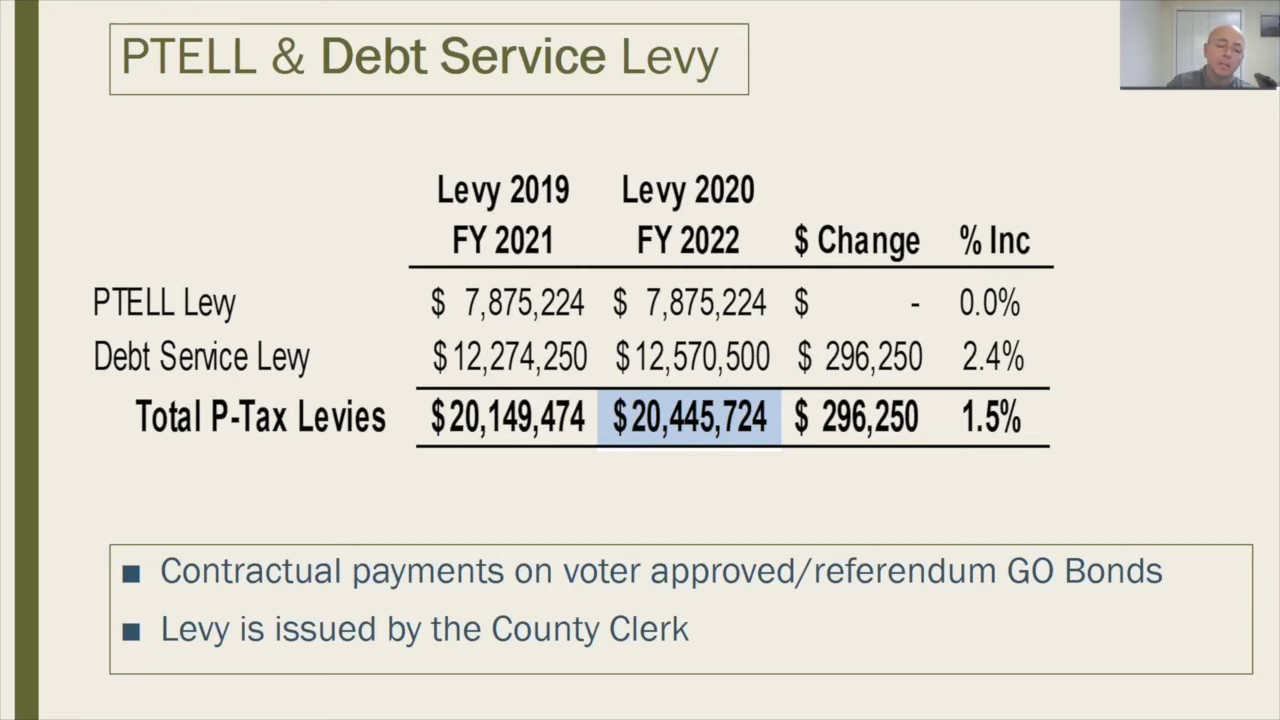 PTELL & Debt Service Levy
Levy 2019 Levy 2020
FY 2021 FY 2022 $ Change % Inc
PTELL Levy $ 7,875,224 $ 7,875,224 $ - 0.0%
Debt Service Levy $ 12,274,250 $ 12,570,500 $ 296,250 2.4%
Total P-Tax Levies $ 20,149,474 $ 20,445,724 $ 296,250 1.5%
■ Contractual payments on voter approved/referendum GO Bonds
■ Levy is issued by the County Clerk